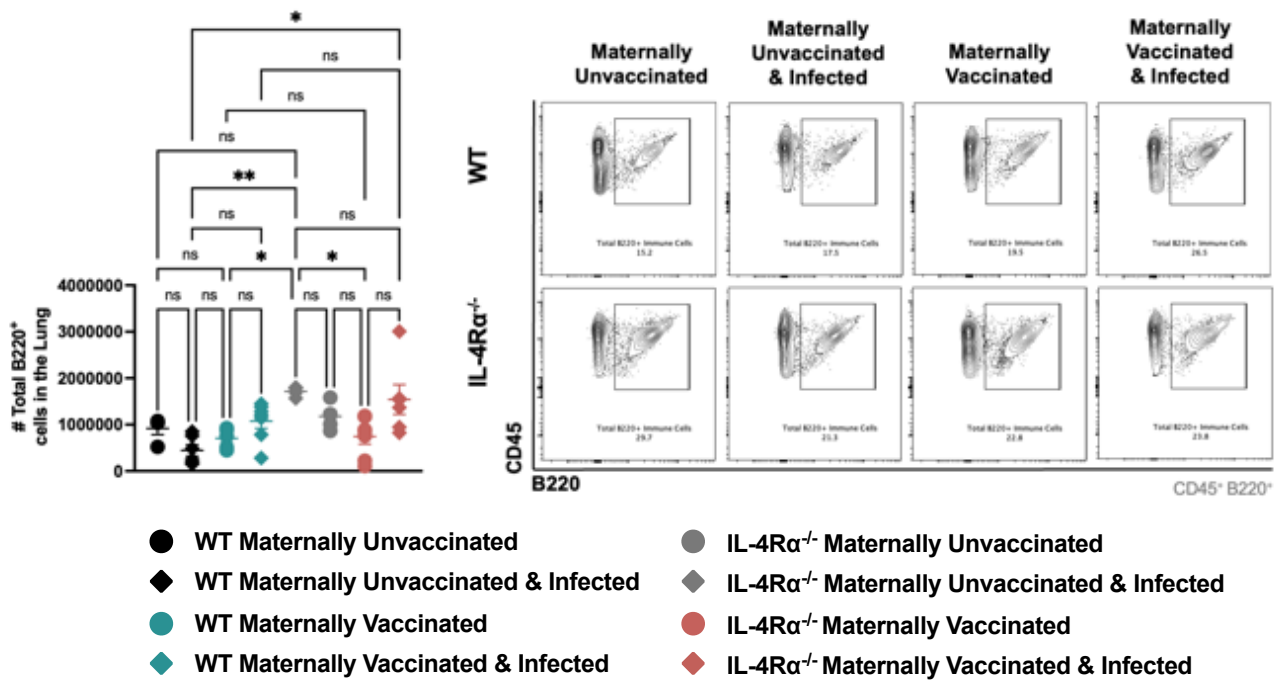 *
ns
ns
ns
**
ns
ns
ns
*
*
ns
ns
ns
ns
ns
ns
# Total B220⁺
cells in the Lung
4000000
3000000
2000000
1000000
0
Maternally
Unvaccinated
Maternally
Unvaccinated
& Infected
Maternally
Vaccinated
Maternally
Vaccinated
& Infected
WT
Total B220+ Immune Cells
15.2
Total B220+ Immune Cells
17.5
Total B220+ Immune Cells
19.5
Total B220+ Immune Cells
26.5
IL-4Rα⁻/⁻
Total B220+ Immune Cells
29.7
Total B220+ Immune Cells
21.3
Total B220+ Immune Cells
22.8
Total B220+ Immune Cells
23.8
CD45
B220
CD45⁺ B220⁺
WT Maternally Unvaccinated
WT Maternally Unvaccinated & Infected
WT Maternally Vaccinated
WT Maternally Vaccinated & Infected
IL-4Rα⁻/⁻ Maternally Unvaccinated
IL-4Rα⁻/⁻ Maternally Unvaccinated & Infected
IL-4Rα⁻/⁻ Maternally Vaccinated
IL-4Rα⁻/⁻ Maternally Vaccinated & Infected